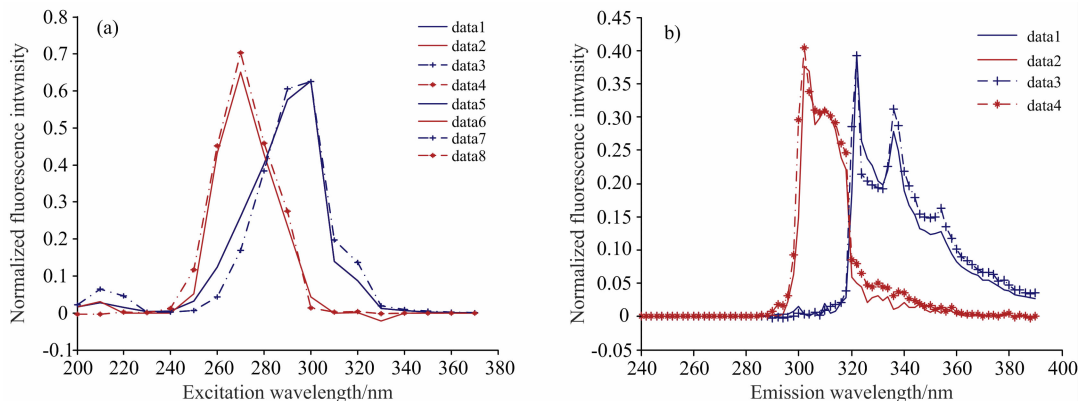 (a)
Normalized fluorescence intwnsity
0.8
0.7
0.6
0.5
0.4
0.3
0.2
0.1
0
-0.1
200 220 240 260 280 300 320 340 360 380
Excitation wavelength/nm
data1
data2
data3
data4
data5
data6
data7
data8
b)
Normalized fluorescence intwnsity
0.45
0.40
0.35
0.30
0.25
0.20
0.15
0.10
0.05
0
-0.05
240 260 280 300 320 340 360 380 400
Emission wavelength/nm
data1
data2
data3
data4